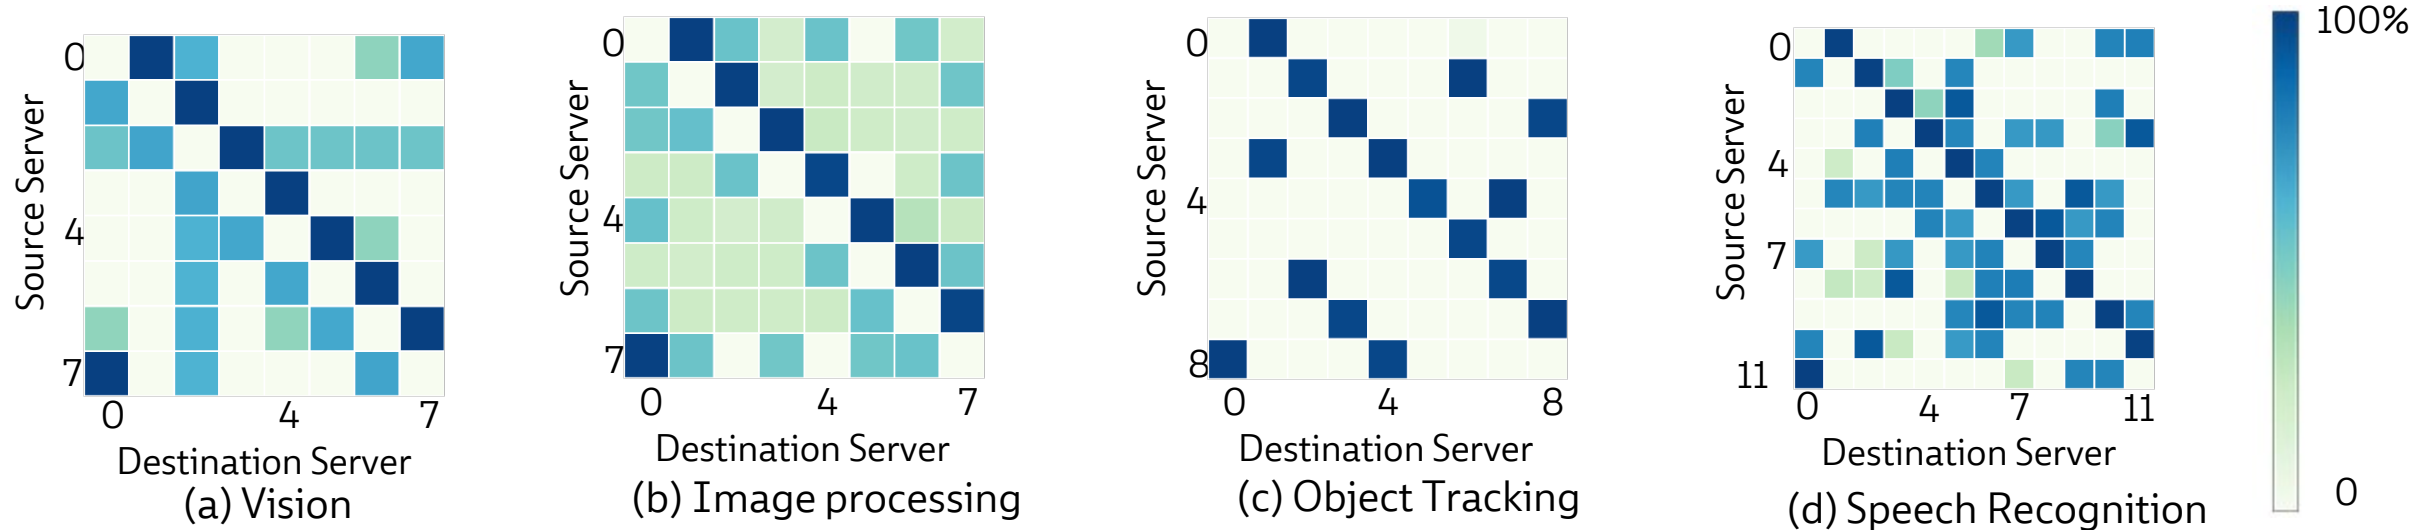 Source Server
0
4
7
0 4 7
Destination Server
(a) Vision
Source Server
0
4
7
0 4 7
Destination Server
(b) Image processing
Source Server
0
4
8
0 4 8
Destination Server
(c) Object Tracking
Source Server
0
4
7
11
0 4 7 11
Destination Server
(d) Speech Recognition
100%
0